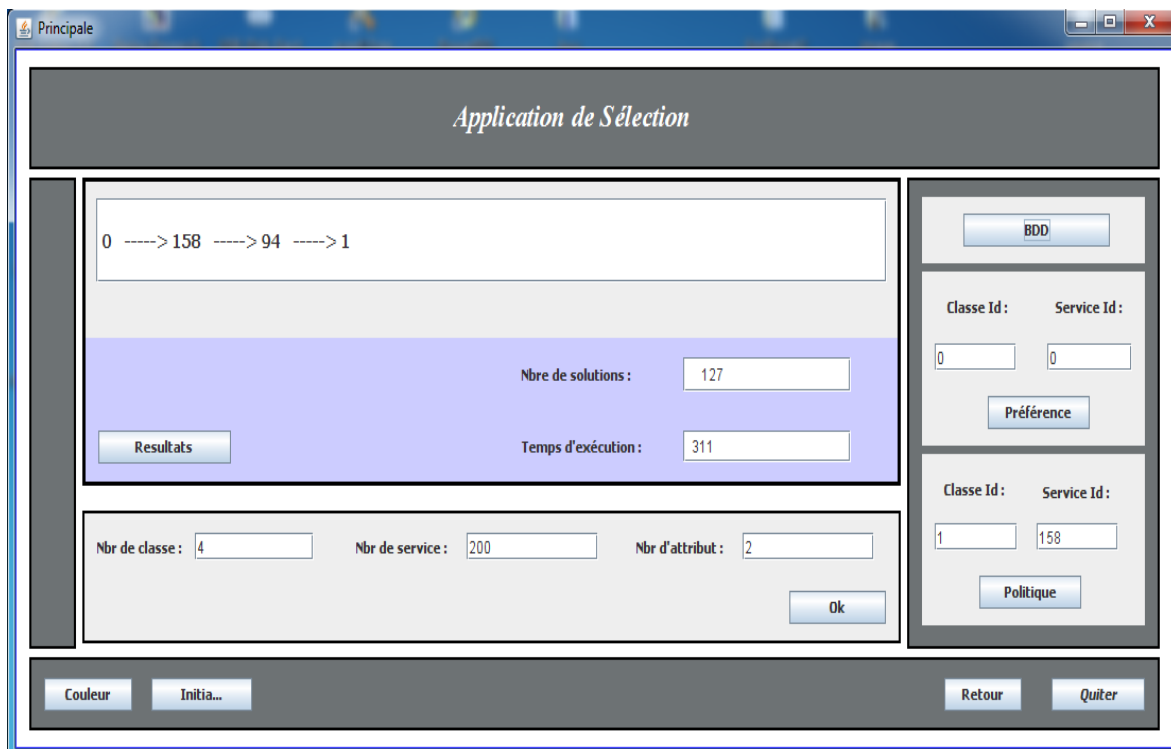 Principale
Application de Sélection
0 -----> 158 -----> 94 -----> 1
BDD
Classe Id : Service Id :
0 0
Préférence
Nbre de solutions : 127
Resultats Temps d'exécution : 311
Classe Id : Service Id :
1 158
Politique
Nbr de classe : 4 Nbr de service : 200 Nbr d'attribut : 2
Ok
Couleur Initia... Retour Quiter